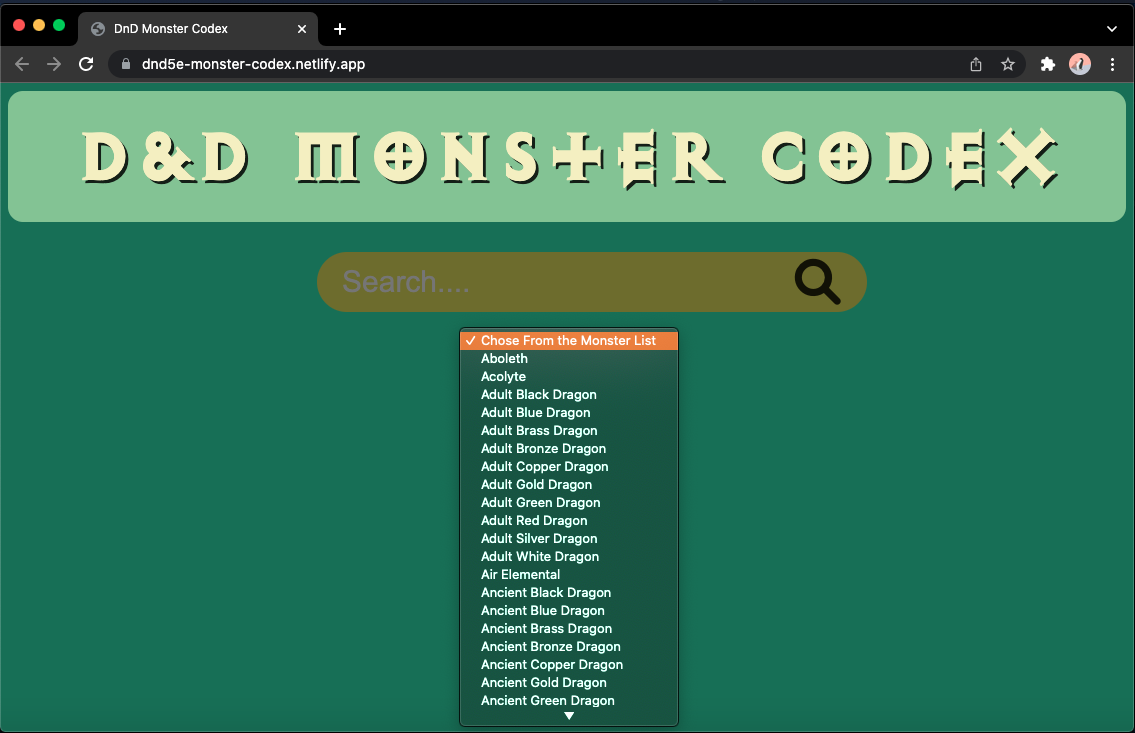 DnD Monster Codex
dnd5e-monster-codex.netlify.app
D&D MONSTER CODEX
Search....
✓ Chose From the Monster List
Aboleth
Acolyte
Adult Black Dragon
Adult Blue Dragon
Adult Brass Dragon
Adult Bronze Dragon
Adult Copper Dragon
Adult Gold Dragon
Adult Green Dragon
Adult Red Dragon
Adult Silver Dragon
Adult White Dragon
Air Elemental
Ancient Black Dragon
Ancient Blue Dragon
Ancient Brass Dragon
Ancient Bronze Dragon
Ancient Copper Dragon
Ancient Gold Dragon
Ancient Green Dragon